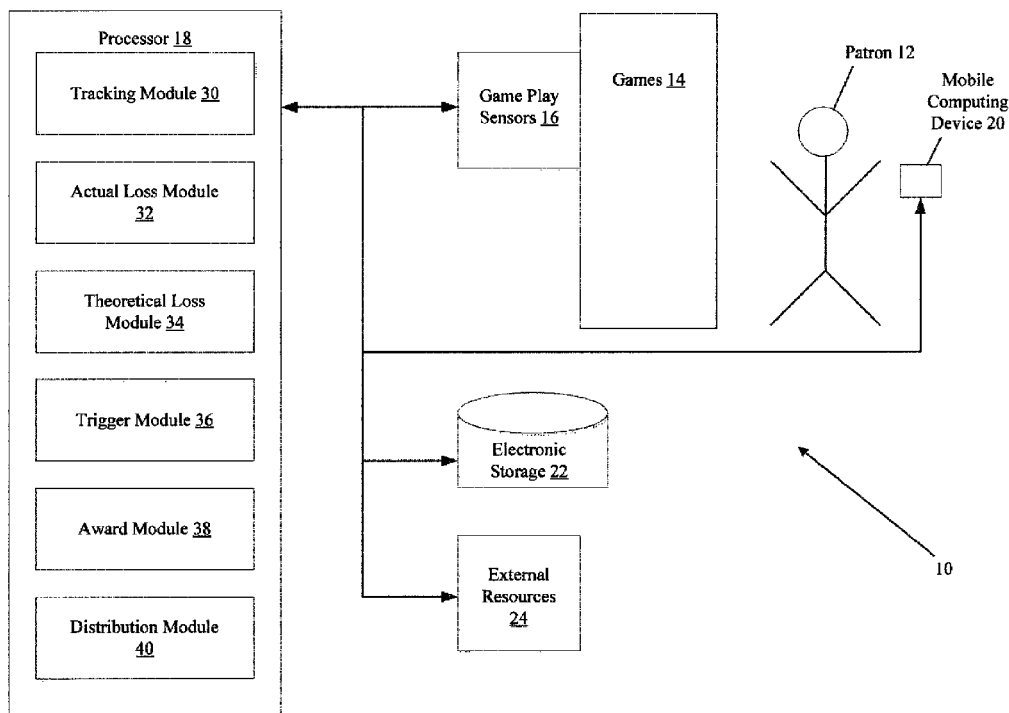 Processor 18
Tracking Module 30
Actual Loss Module
32
Theoretical Loss
Module 34
Trigger Module 36
Award Module 38
Distribution Module
40
Game Play
Sensors 16
Games 14
Patron 12
Mobile
Computing
Device 20
Electronic
Storage 22
External
Resources
24
10